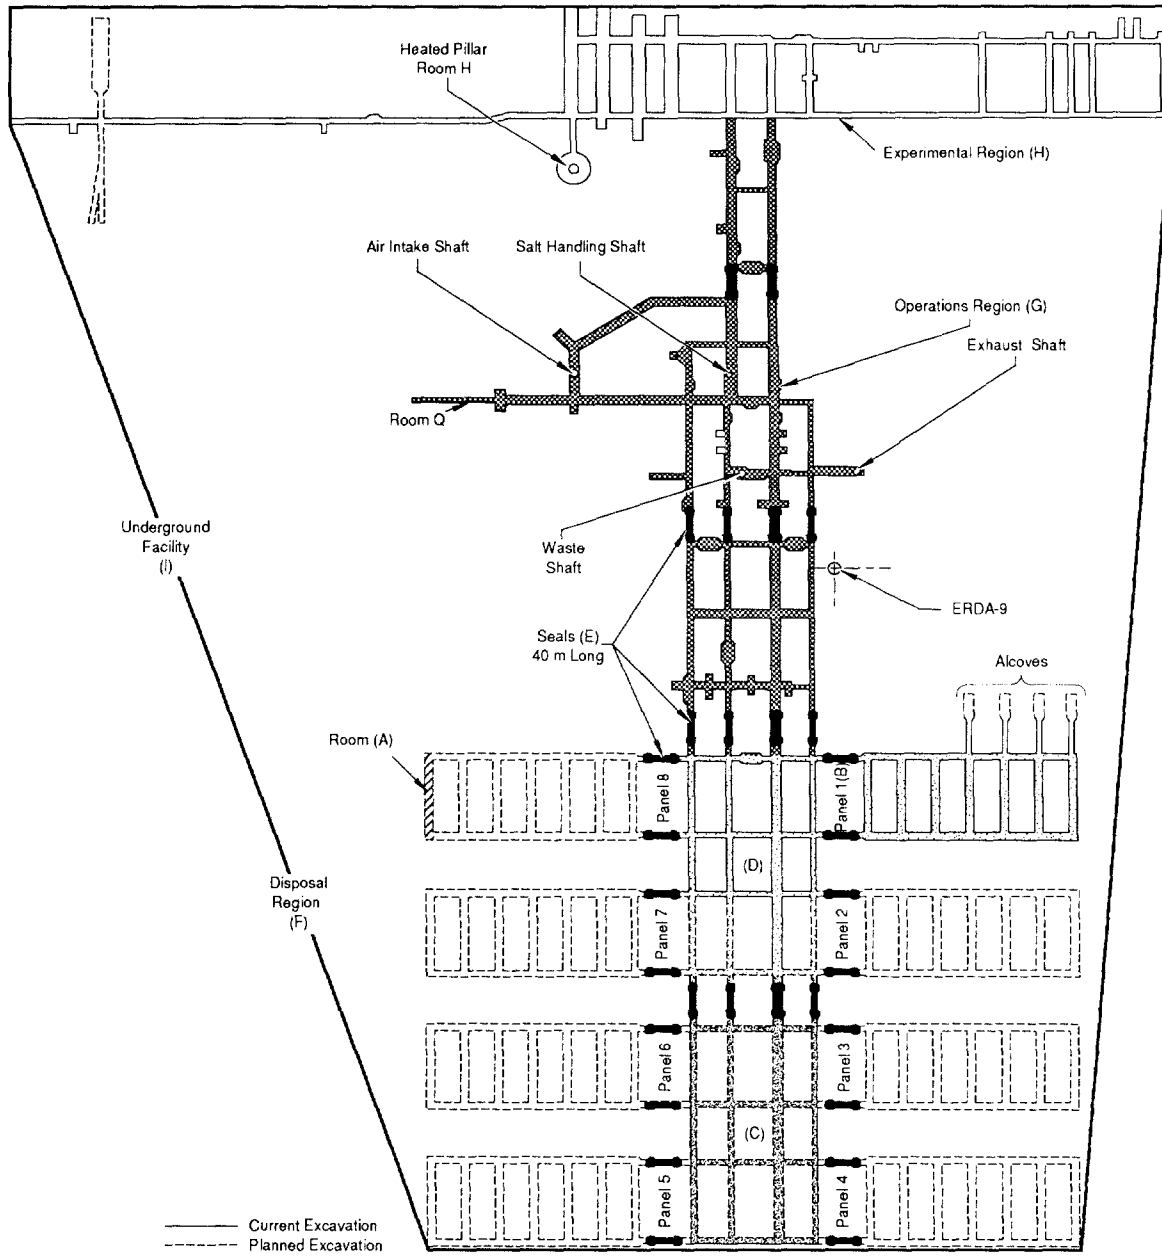 Heated Pillar
Room H
Experimental Region (H)
Air Intake Shaft
Salt Handling Shaft
Operations Region (G)
Exhaust Shaft
Room Q
Underground
Facility
(I)
Waste
Shaft
ERDA-9
Seals (E)
40 m Long
Alcoves
Room (A)
Panel 8
Panel 1(B)
(D)
Disposal
Region
(F)
Panel 7
Panel 2
Panel 6
Panel 3
(C)
Panel 5
Panel 4
Current Excavation
Planned Excavation